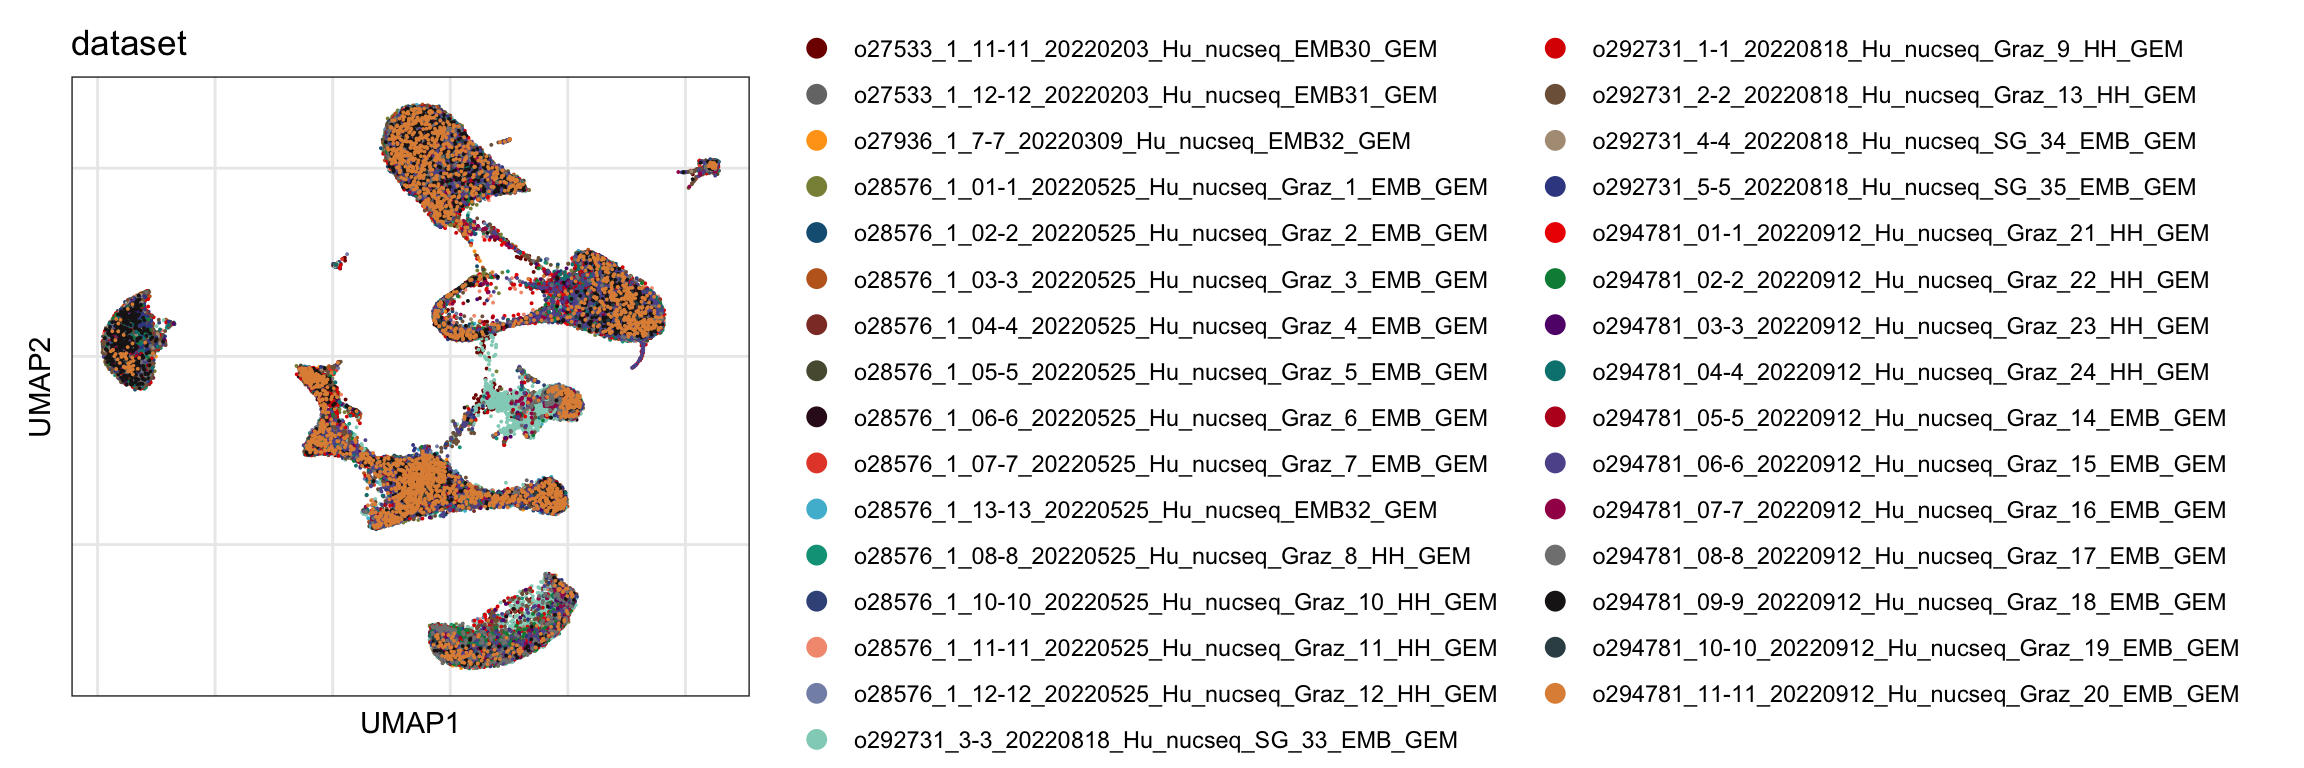 dataset
UMAP2
UMAP1
o27533_1_11-11_20220203_Hu_nucseq_EMB30_GEM
o27533_1_12-12_20220203_Hu_nucseq_EMB31_GEM
o27936_1_7-7_20220309_Hu_nucseq_EMB32_GEM
o28576_1_01-1_20220525_Hu_nucseq_Graz_1_EMB_GEM
o28576_1_02-2_20220525_Hu_nucseq_Graz_2_EMB_GEM
o28576_1_03-3_20220525_Hu_nucseq_Graz_3_EMB_GEM
o28576_1_04-4_20220525_Hu_nucseq_Graz_4_EMB_GEM
o28576_1_05-5_20220525_Hu_nucseq_Graz_5_EMB_GEM
o28576_1_06-6_20220525_Hu_nucseq_Graz_6_EMB_GEM
o28576_1_07-7_20220525_Hu_nucseq_Graz_7_EMB_GEM
o28576_1_13-13_20220525_Hu_nucseq_EMB32_GEM
o28576_1_08-8_20220525_Hu_nucseq_Graz_8_HH_GEM
o28576_1_10-10_20220525_Hu_nucseq_Graz_10_HH_GEM
o28576_1_11-11_20220525_Hu_nucseq_Graz_11_HH_GEM
o28576_1_12-12_20220525_Hu_nucseq_Graz_12_HH_GEM
o292731_3-3_20220818_Hu_nucseq_SG_33_EMB_GEM
o292731_1-1_20220818_Hu_nucseq_Graz_9_HH_GEM
o292731_2-2_20220818_Hu_nucseq_Graz_13_HH_GEM
o292731_4-4_20220818_Hu_nucseq_SG_34_EMB_GEM
o292731_5-5_20220818_Hu_nucseq_SG_35_EMB_GEM
o294781_01-1_20220912_Hu_nucseq_Graz_21_HH_GEM
o294781_02-2_20220912_Hu_nucseq_Graz_22_HH_GEM
o294781_03-3_20220912_Hu_nucseq_Graz_23_HH_GEM
o294781_04-4_20220912_Hu_nucseq_Graz_24_HH_GEM
o294781_05-5_20220912_Hu_nucseq_Graz_14_EMB_GEM
o294781_06-6_20220912_Hu_nucseq_Graz_15_EMB_GEM
o294781_07-7_20220912_Hu_nucseq_Graz_16_EMB_GEM
o294781_08-8_20220912_Hu_nucseq_Graz_17_EMB_GEM
o294781_09-9_20220912_Hu_nucseq_Graz_18_EMB_GEM
o294781_10-10_20220912_Hu_nucseq_Graz_19_EMB_GEM
o294781_11-11_20220912_Hu_nucseq_Graz_20_EMB_GEM